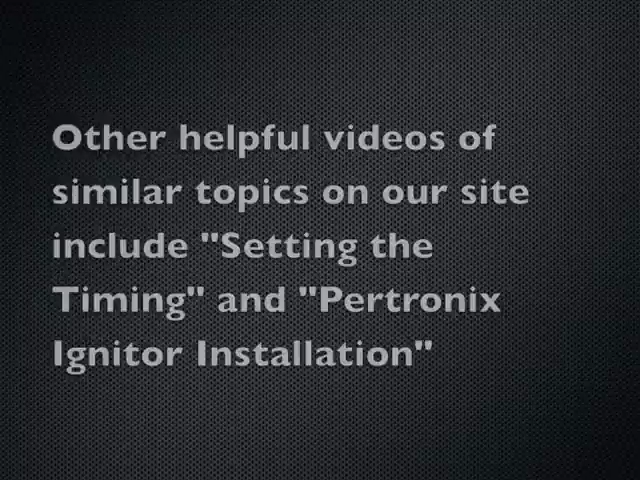 Other helpful videos of
similar topics on our site
include "Setting the
Timing" and "Pertronix
Ignitor Installation"